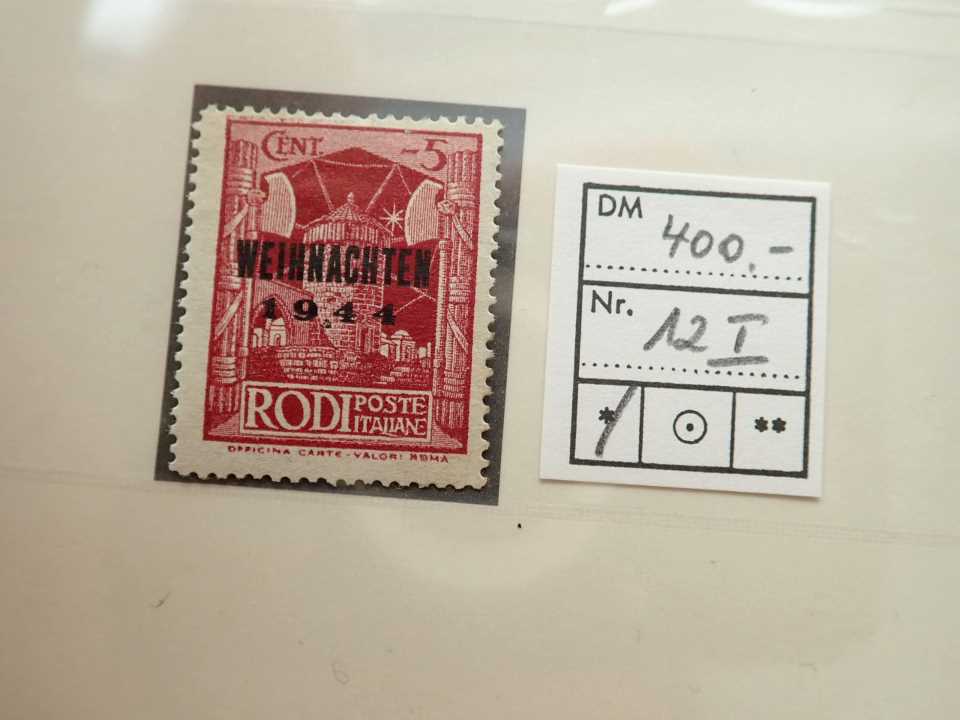 CENT. -5
WEIHNACHTEN
1944
RODI POSTE
ITALIANE
OFFICINA CARTE-VALORI ROMA
DM 400.-
Nr. 12 I
* ⊙ **